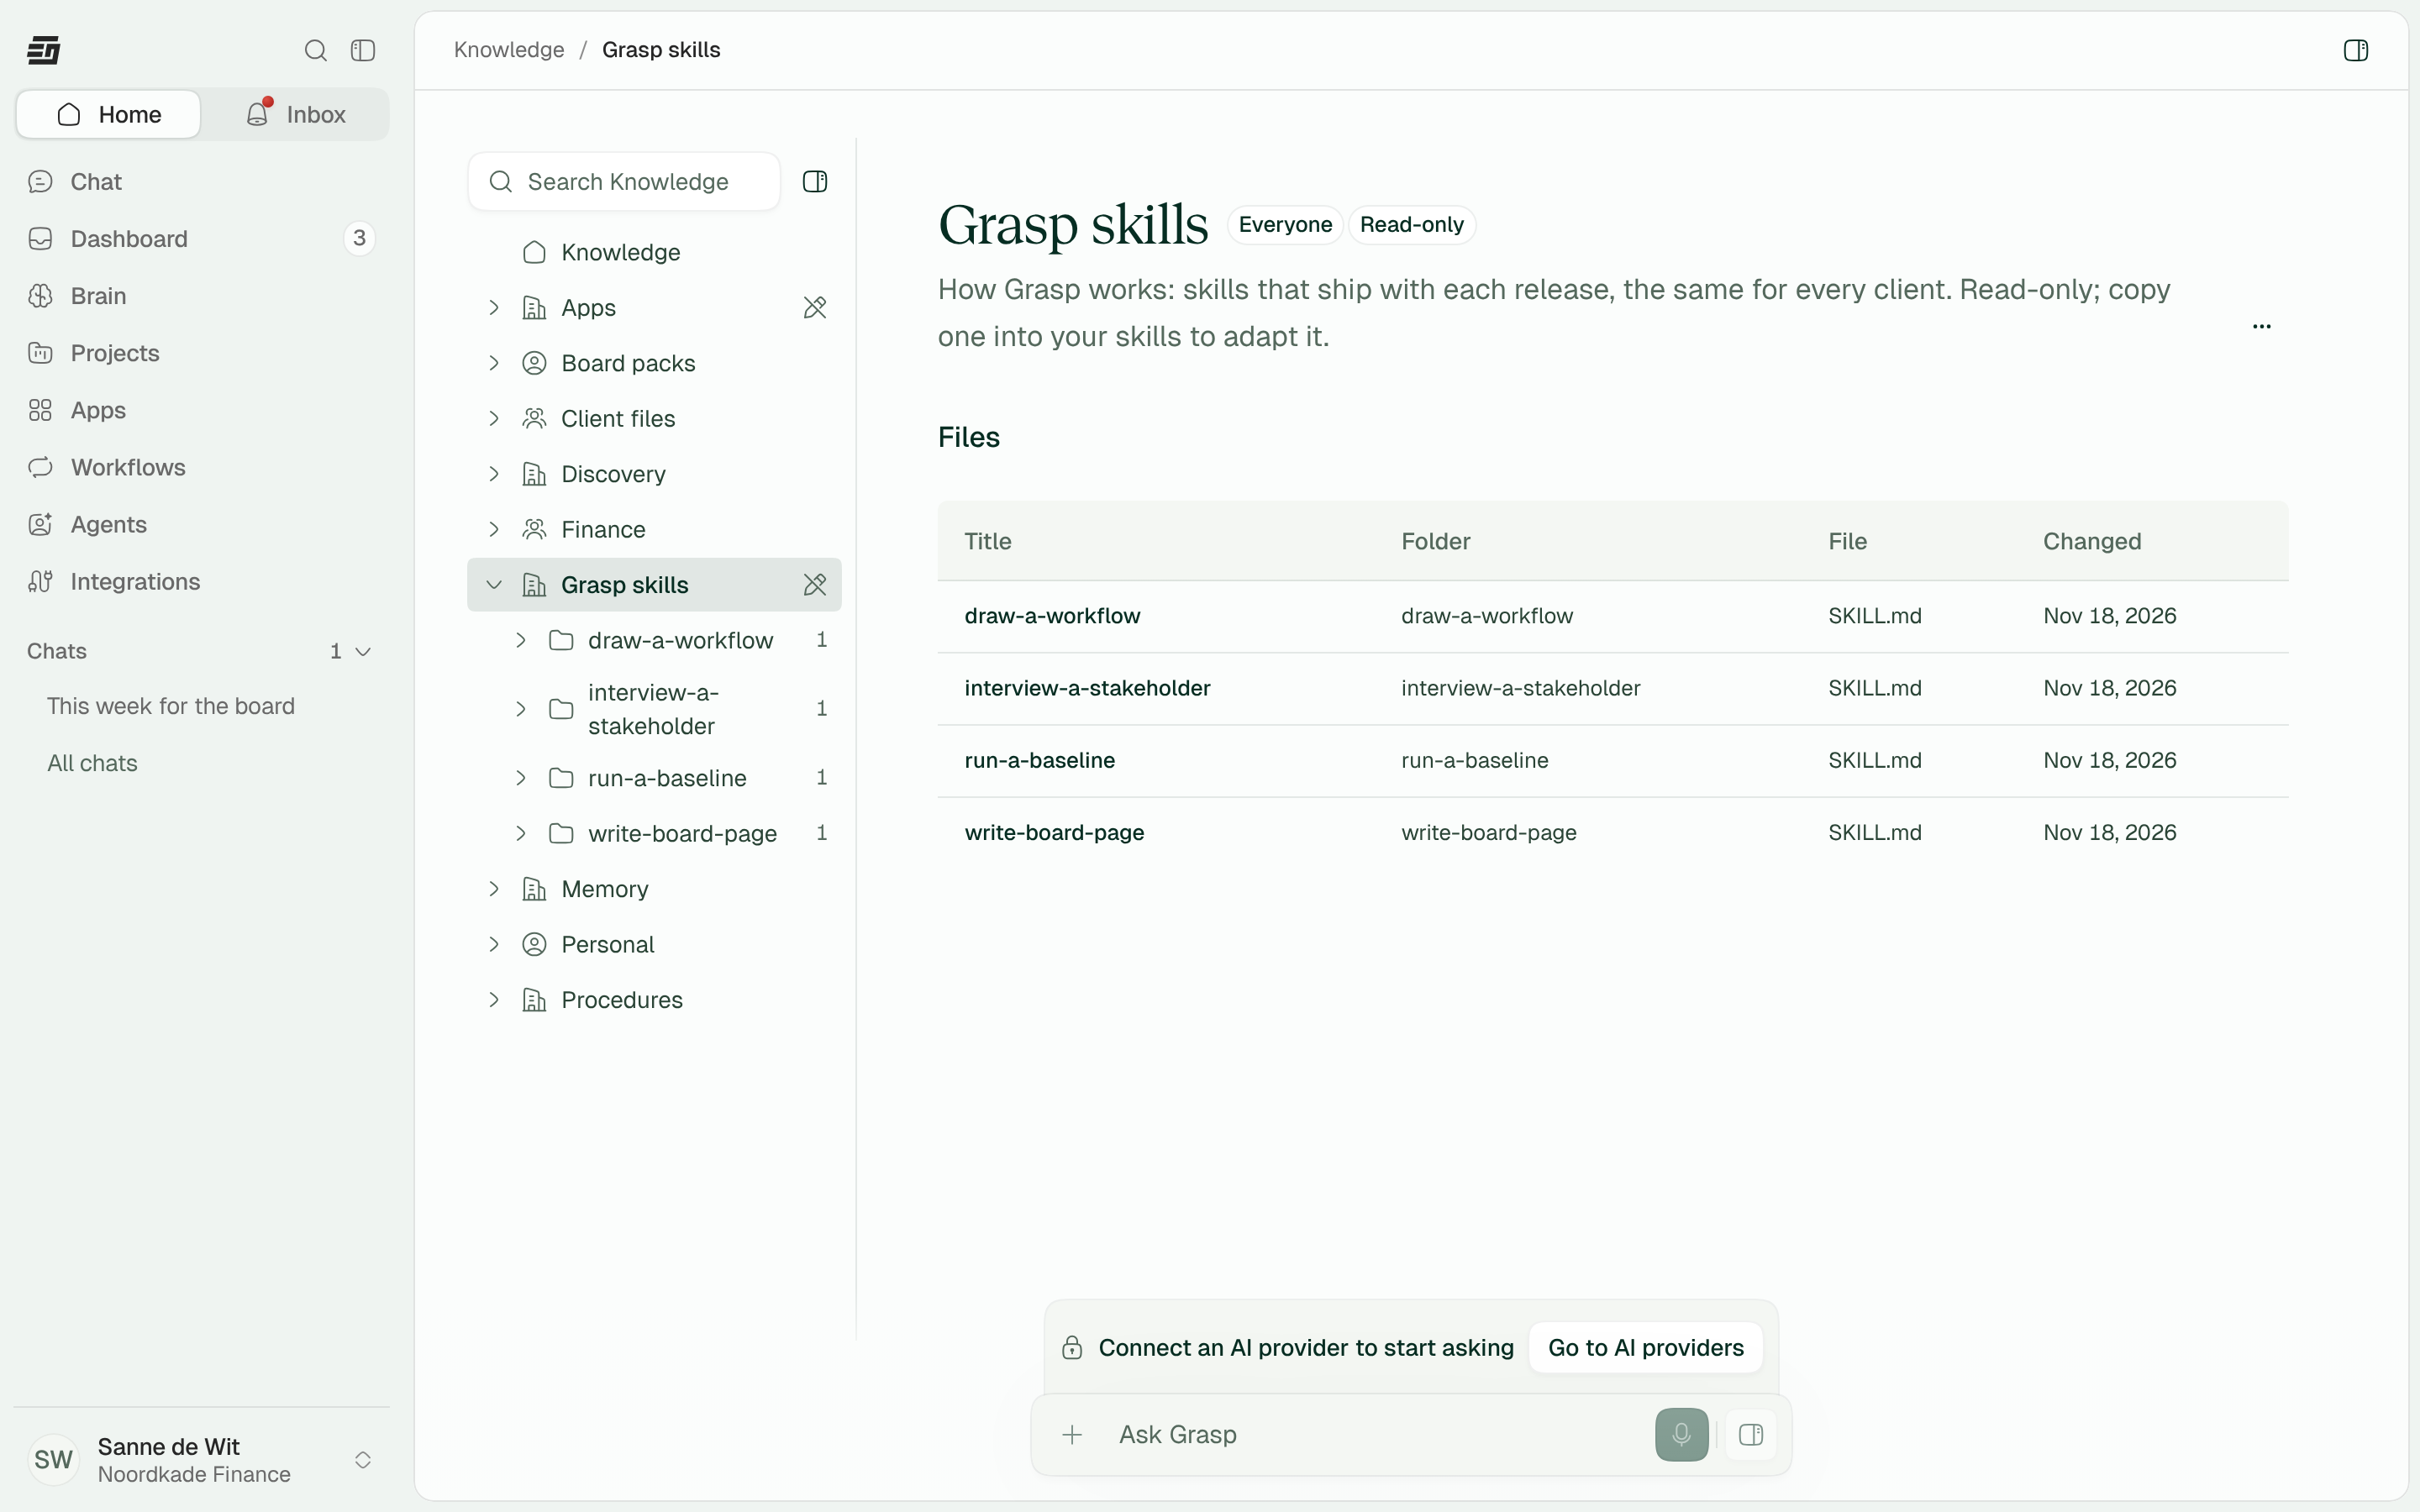 Home
Inbox
Chat
Dashboard
3
Brain
Projects
Apps
Workflows
Agents
Integrations
Chats
1
This week for the board
All chats
SW
Sanne de Wit
Noordkade Finance
Knowledge / Grasp skills
Search Knowledge
Knowledge
Apps
Board packs
Client files
Discovery
Finance
Grasp skills
draw-a-workflow 1
interview-a-
stakeholder 1
run-a-baseline 1
write-board-page 1
Memory
Personal
Procedures
Grasp skills Everyone Read-only
How Grasp works: skills that ship with each release, the same for every client. Read-only; copy
one into your skills to adapt it.
Files
Title Folder File Changed
draw-a-workflow draw-a-workflow SKILL.md Nov 18, 2026
interview-a-stakeholder interview-a-stakeholder SKILL.md Nov 18, 2026
run-a-baseline run-a-baseline SKILL.md Nov 18, 2026
write-board-page write-board-page SKILL.md Nov 18, 2026
Connect an AI provider to start asking Go to AI providers
Ask Grasp